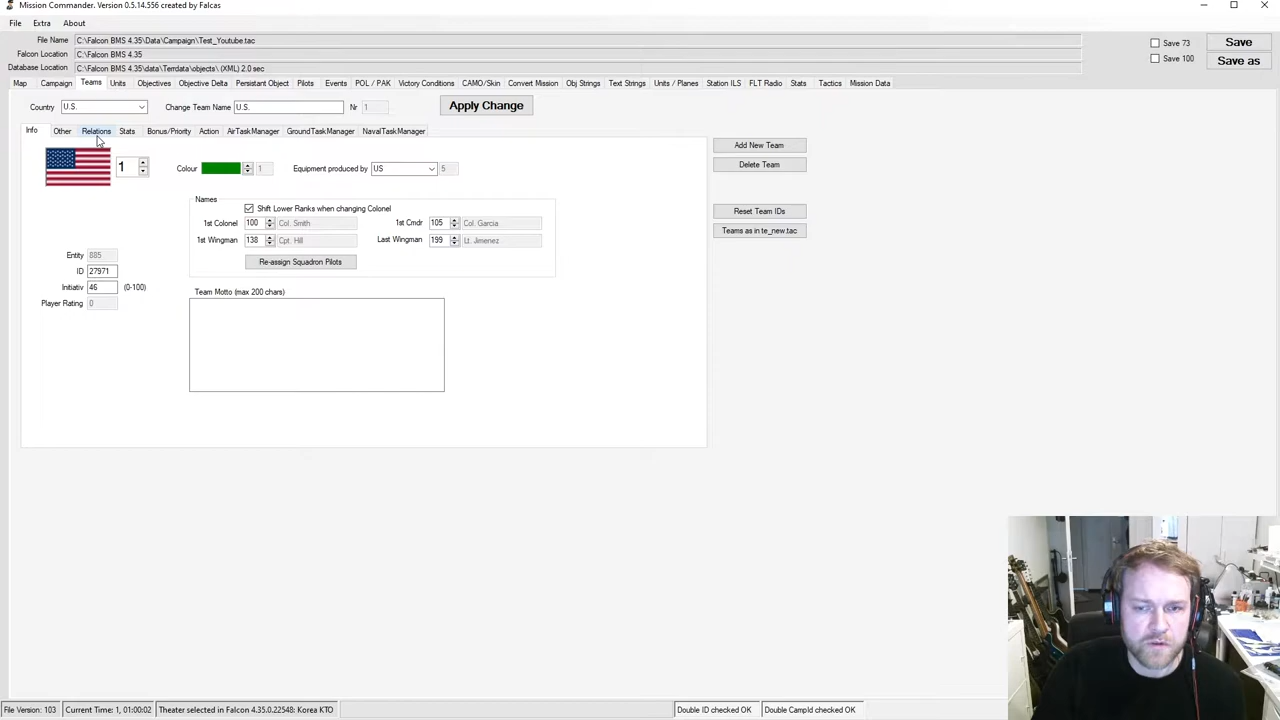 Mission Commander. Version 0.5.14.556 created by Falcas
File Extra About
File Name C:\Falcon BMS 4.35\Data\Campaign\Test_Youtube.tac
Falcon Location C:\Falcon BMS 4.35
Database Location C:\Falcon BMS 4.35\data\Terrdata\objects\ (XML) 2.0 sec
Save 73 Save
Save 100 Save as
Map Campaign Teams Units Objectives Objective Delta Persistant Object Pilots Events POL / PAK Victory Conditions CAMO/Skin Convert Mission Obj Strings Text Strings Units / Planes Station ILS FLT Radio Stats Tactics Mission Data
Country U.S. Change Team Name U.S. Nr 1 Apply Change
Info Other Relations Stats Bonus/Priority Action AirTaskManager GroundTaskManager NavalTaskManager
Add New Team
Delete Team
1 Colour 1 Equipment produced by US 5
Names
Shift Lower Ranks when changing Colonel
Reset Team IDs
1st Colonel 100 Col. Smith 1st Cmdr 105 Col. Garcia
Teams as in te_new.tac
1st Wingman 138 Cpt. Hill Last Wingman 199 Lt. Jimenez
Entity 885
Re-assign Squadron Pilots
ID 27971
Initiativ 46 (0-100)
Team Motto (max 200 chars)
Player Rating 0
File Version: 103 Current Time: 1, 01:00:02 Theater selected in Falcon 4.35.0.22548: Korea KTO Double ID checked OK Double CampId checked OK